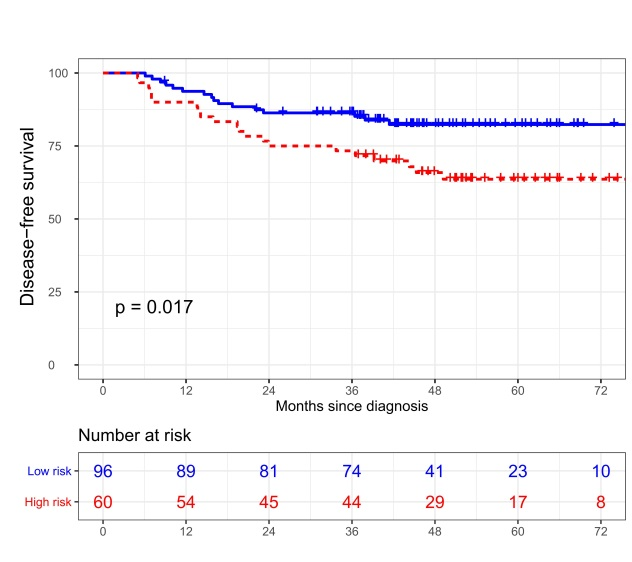 Disease−free survival
100
75
50
25
0
p = 0.017
0 12 24 36 48 60 72
Months since diagnosis
Number at risk
Low risk 96 89 81 74 41 23 10
High risk 60 54 45 44 29 17 8
0 12 24 36 48 60 72